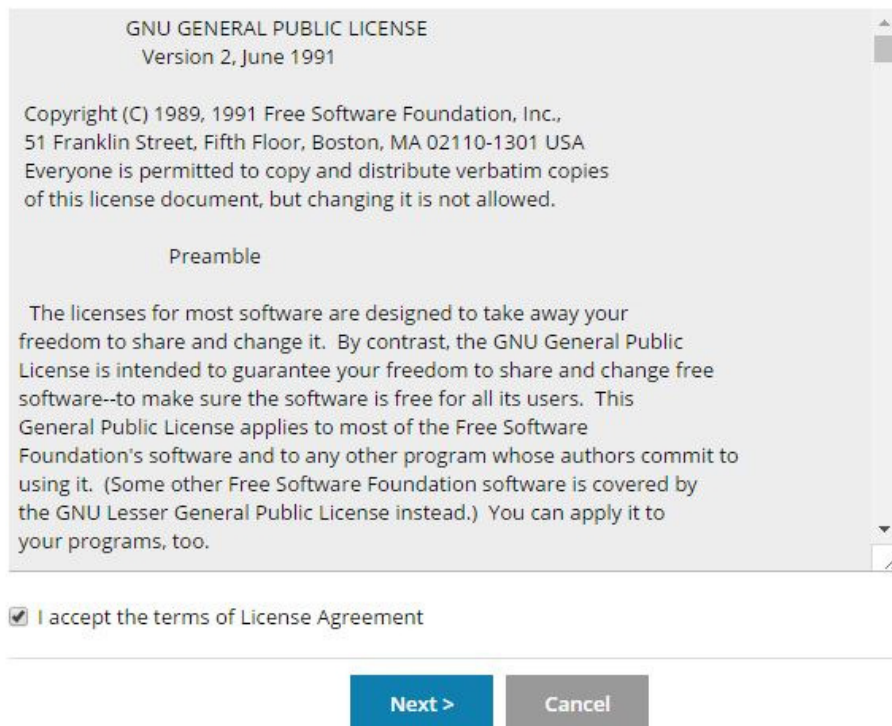 GNU GENERAL PUBLIC LICENSE
Version 2, June 1991
Copyright (C) 1989, 1991 Free Software Foundation, Inc.,
51 Franklin Street, Fifth Floor, Boston, MA 02110-1301 USA
Everyone is permitted to copy and distribute verbatim copies
of this license document, but changing it is not allowed.
Preamble
The licenses for most software are designed to take away your
freedom to share and change it.  By contrast, the GNU General Public
License is intended to guarantee your freedom to share and change free
software--to make sure the software is free for all its users.  This
General Public License applies to most of the Free Software
Foundation's software and to any other program whose authors commit to
using it.  (Some other Free Software Foundation software is covered by
the GNU Lesser General Public License instead.)  You can apply it to
your programs, too.
I accept the terms of License Agreement
Next > Cancel